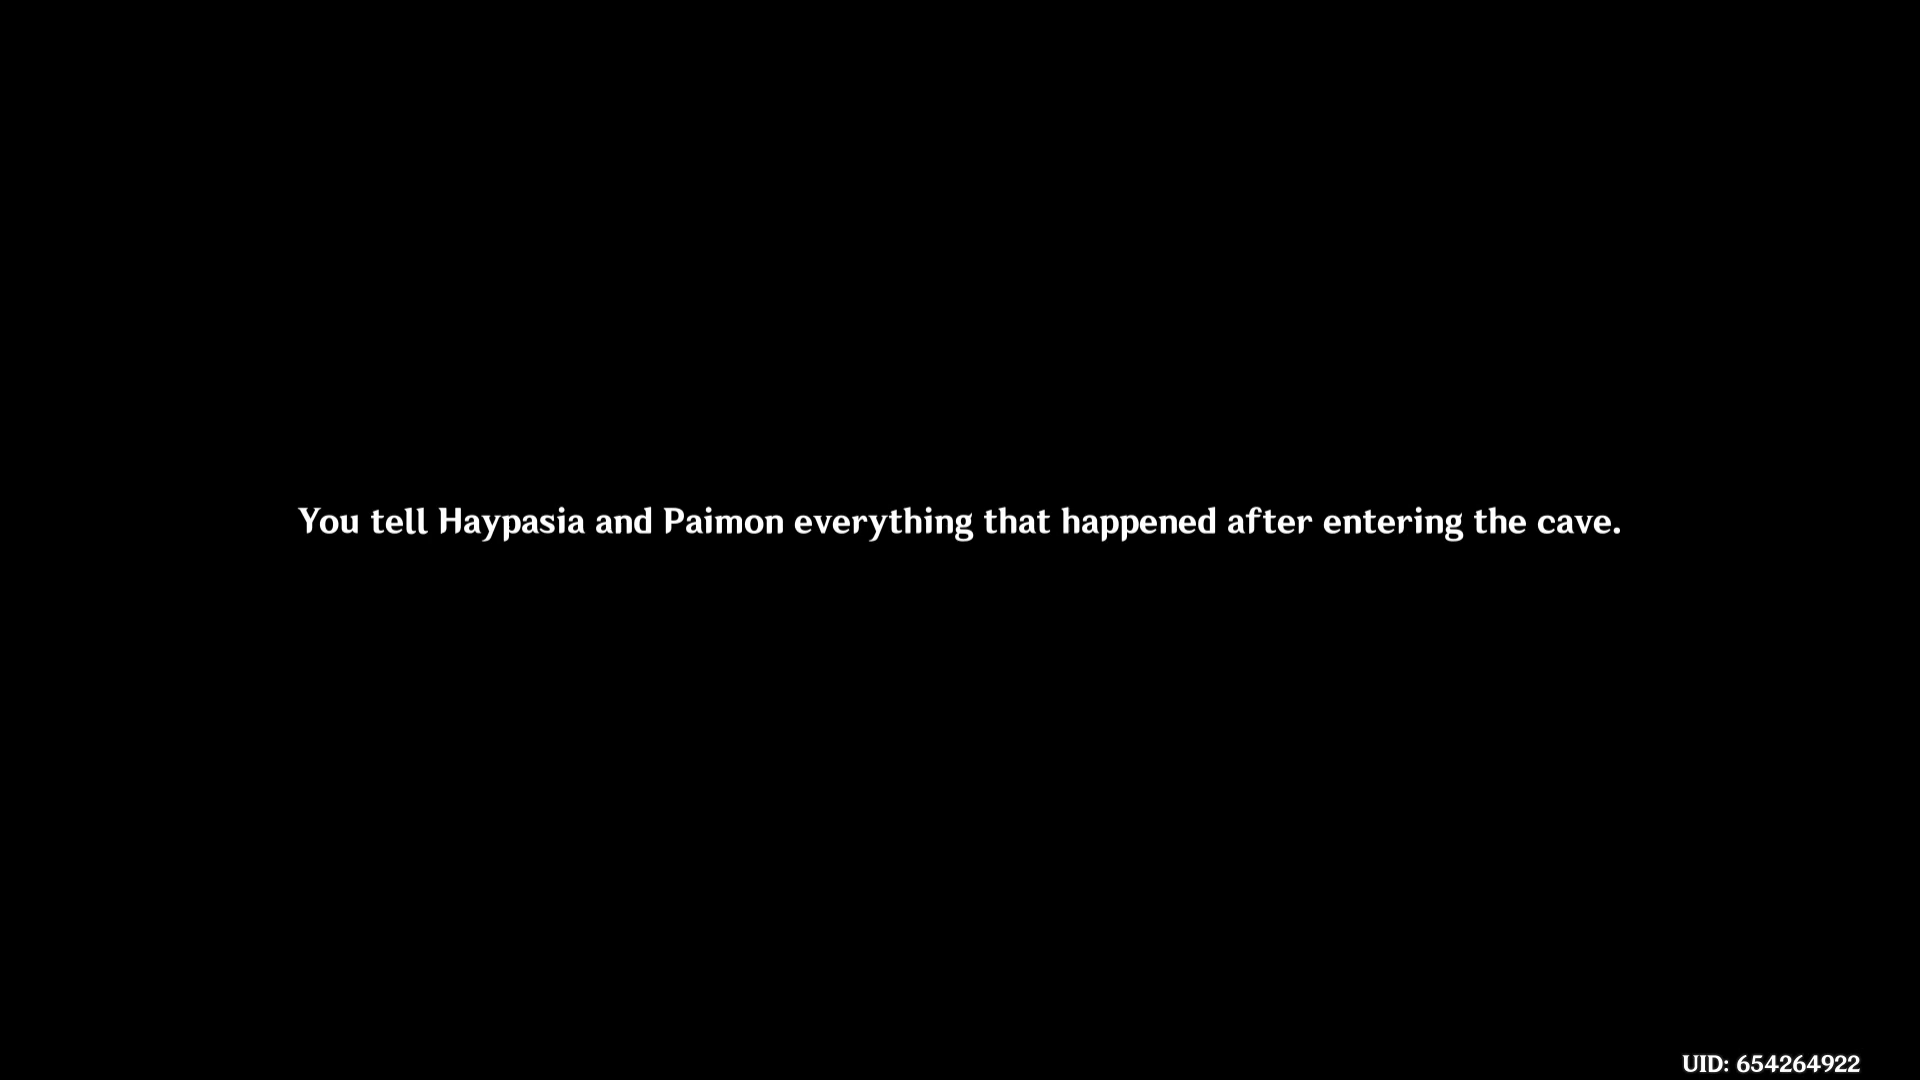 You tell Haypasia and Paimon everything that happened after entering the cave.
UID: 654264922